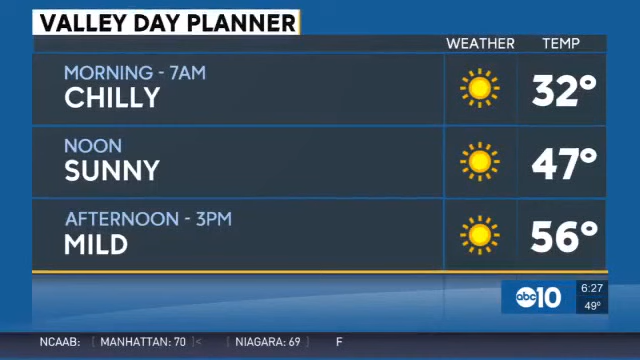 VALLEY DAY PLANNER
WEATHER TEMP
MORNING - 7AM
CHILLY
32°
NOON
SUNNY
47°
AFTERNOON - 3PM
MILD
56°
abc10
6:27
49°
NCAAB: [ MANHATTAN: 70 ]< [ NIAGARA: 69 ] F